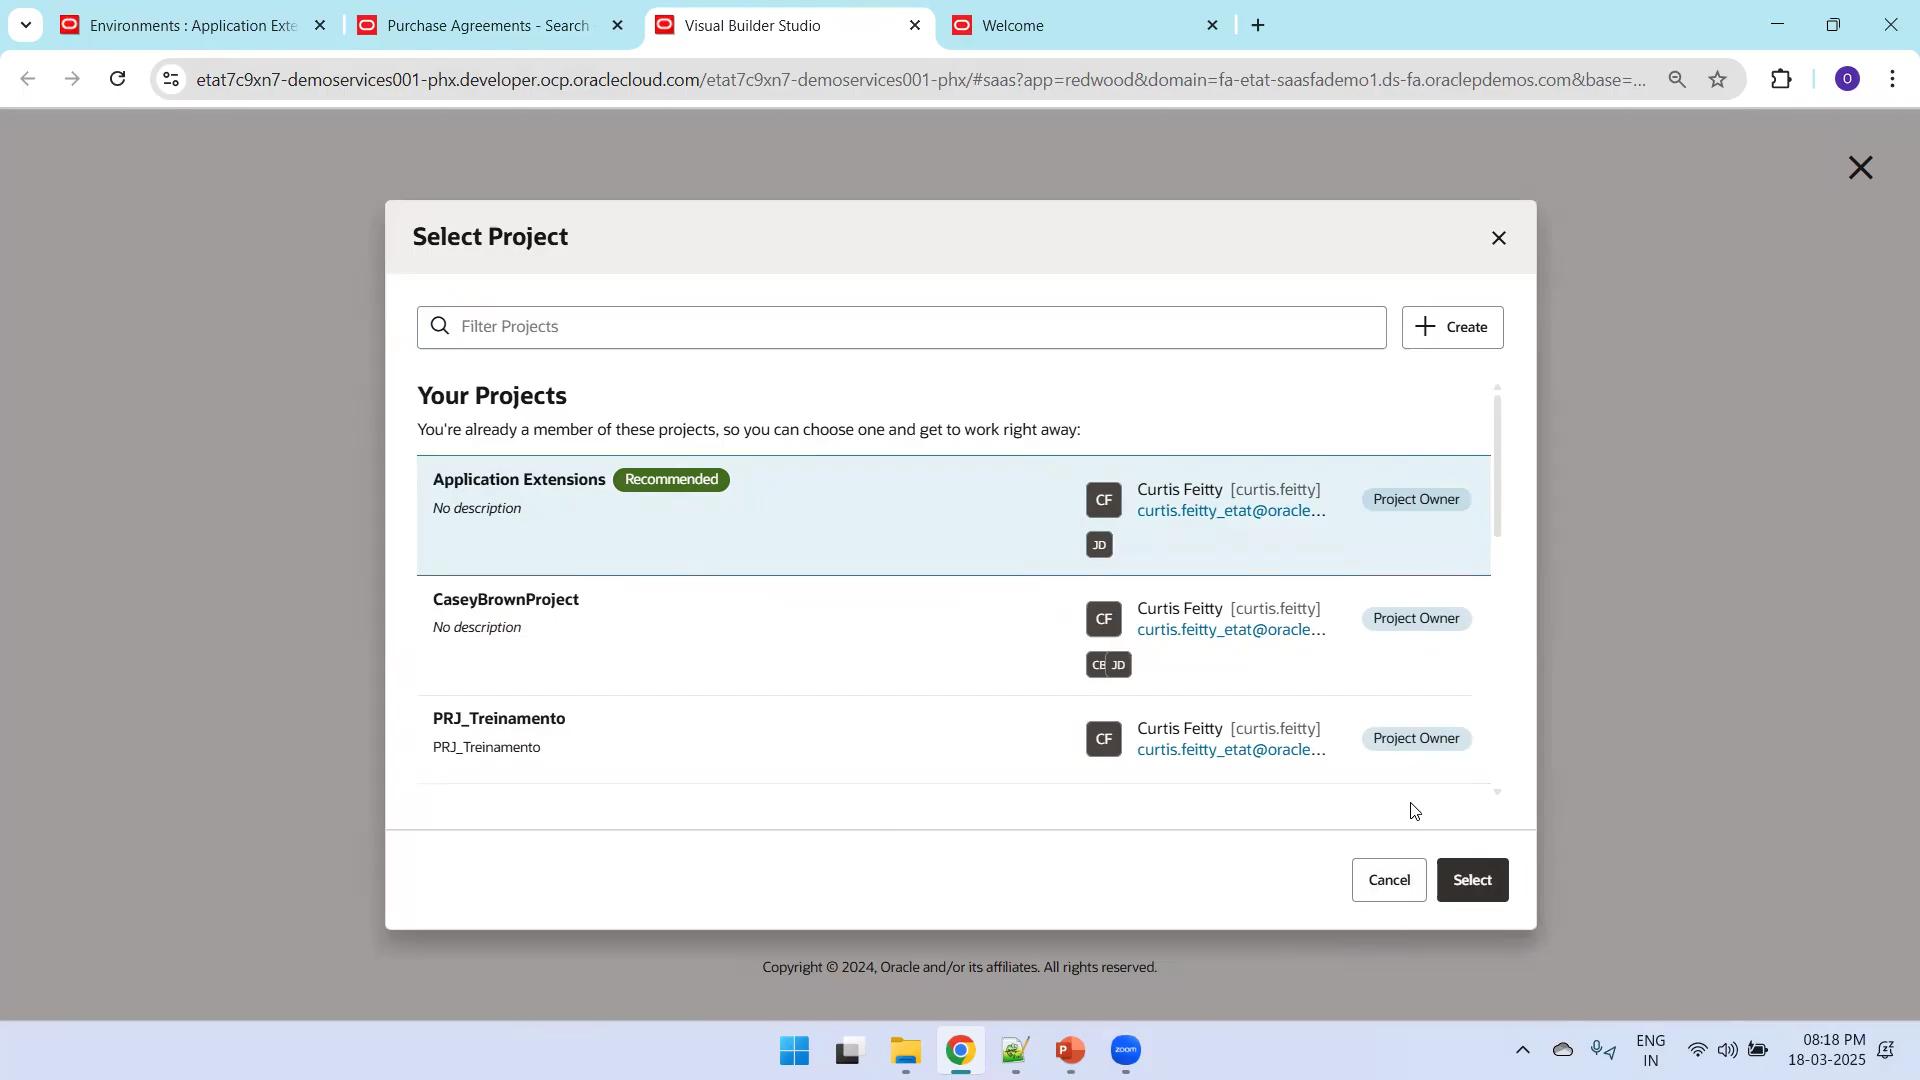 Environments : Application Exte
Purchase Agreements - Search
Visual Builder Studio
Welcome
etat7c9xn7-demoservices001-phx.developer.ocp.oraclecloud.com/etat7c9xn7-demoservices001-phx/#saas?app=redwood&domain=fa-etat-saasfademo1.ds-fa.oraclepdemos.com&base=...
O
Select Project
Filter Projects
Create
Your Projects
You're already a member of these projects, so you can choose one and get to work right away:
Application Extensions Recommended
No description
CF Curtis Feitty [curtis.feitty]
curtis.feitty_etat@oracle...
Project Owner
JD
CaseyBrownProject
No description
CF Curtis Feitty [curtis.feitty]
curtis.feitty_etat@oracle...
Project Owner
CB JD
PRJ_Treinamento
PRJ_Treinamento
CF Curtis Feitty [curtis.feitty]
curtis.feitty_etat@oracle...
Project Owner
Cancel Select
Copyright © 2024, Oracle and/or its affiliates. All rights reserved.
zoom
ENG
IN
08:18 PM
18-03-2025